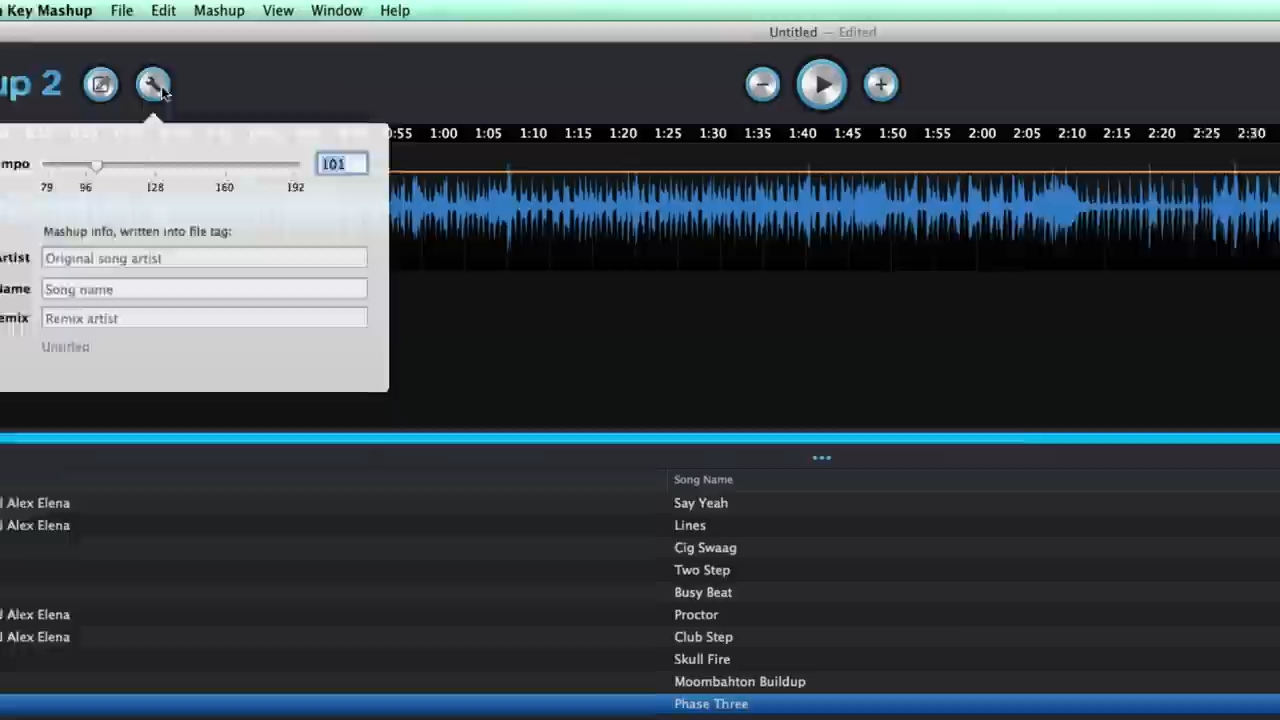 Key Mashup File Edit Mashup View Window Help
Untitled — Edited
up 2
0:55 1:00 1:05 1:10 1:15 1:20 1:25 1:30 1:35 1:40 1:45 1:50 1:55 2:00 2:05 2:10 2:15 2:20 2:25 2:30
mpo 101
79 96 128 160 192
Mashup info, written into file tag:
Artist Original song artist
Name Song name
emix Remix artist
Untitled
Song Name
Alex Elena Say Yeah
Alex Elena Lines
Cig Swaag
Two Step
Busy Beat
Alex Elena Proctor
Alex Elena Club Step
Skull Fire
Moombahton Buildup
Phase Three